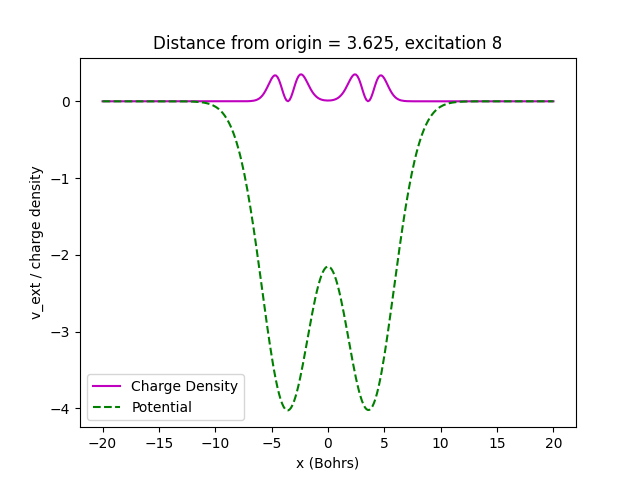 Distance from origin = 3.625, excitation 8
v_ext / charge density
0
−1
−2
−3
−4
Charge Density
Potential
−20 −15 −10 −5 0 5 10 15 20
x (Bohrs)